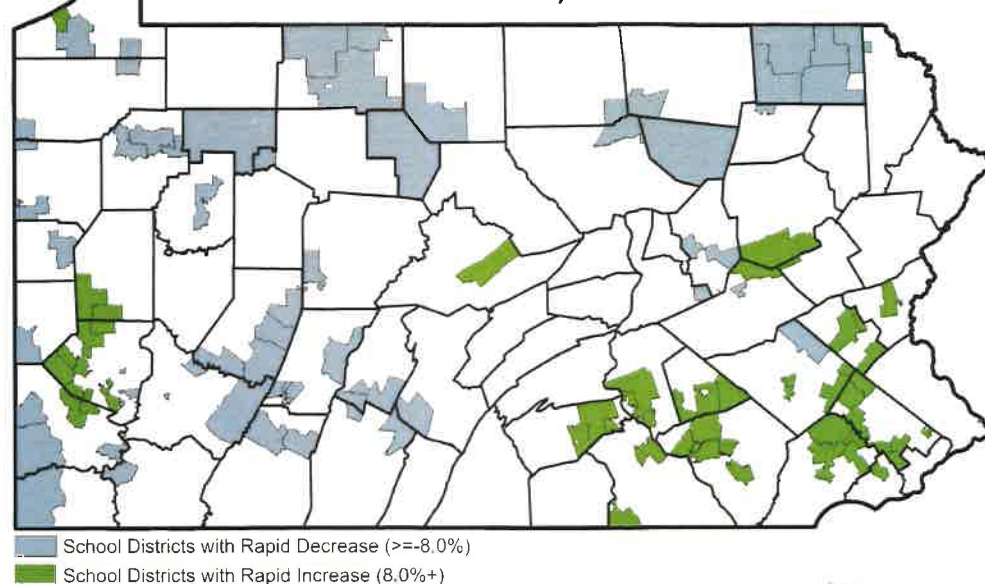 School Districts with Rapid Decrease (>=-8.0%)
School Districts with Rapid Increase (8.0%+)